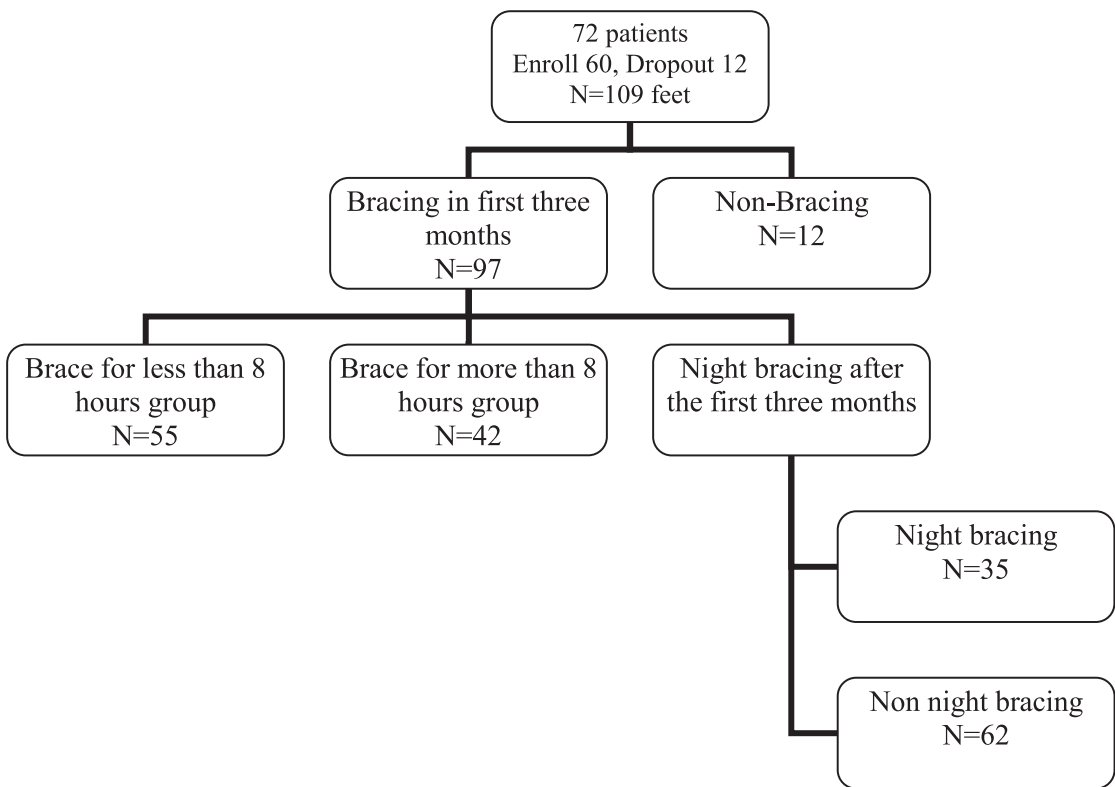 72 patients
Enroll 60, Dropout 12
N=109 feet
Bracing in first three
months
N=97
Non-Bracing
N=12
Brace for less than 8
hours group
N=55
Brace for more than 8
hours group
N=42
Night bracing after
the first three months
Night bracing
N=35
Non night bracing
N=62